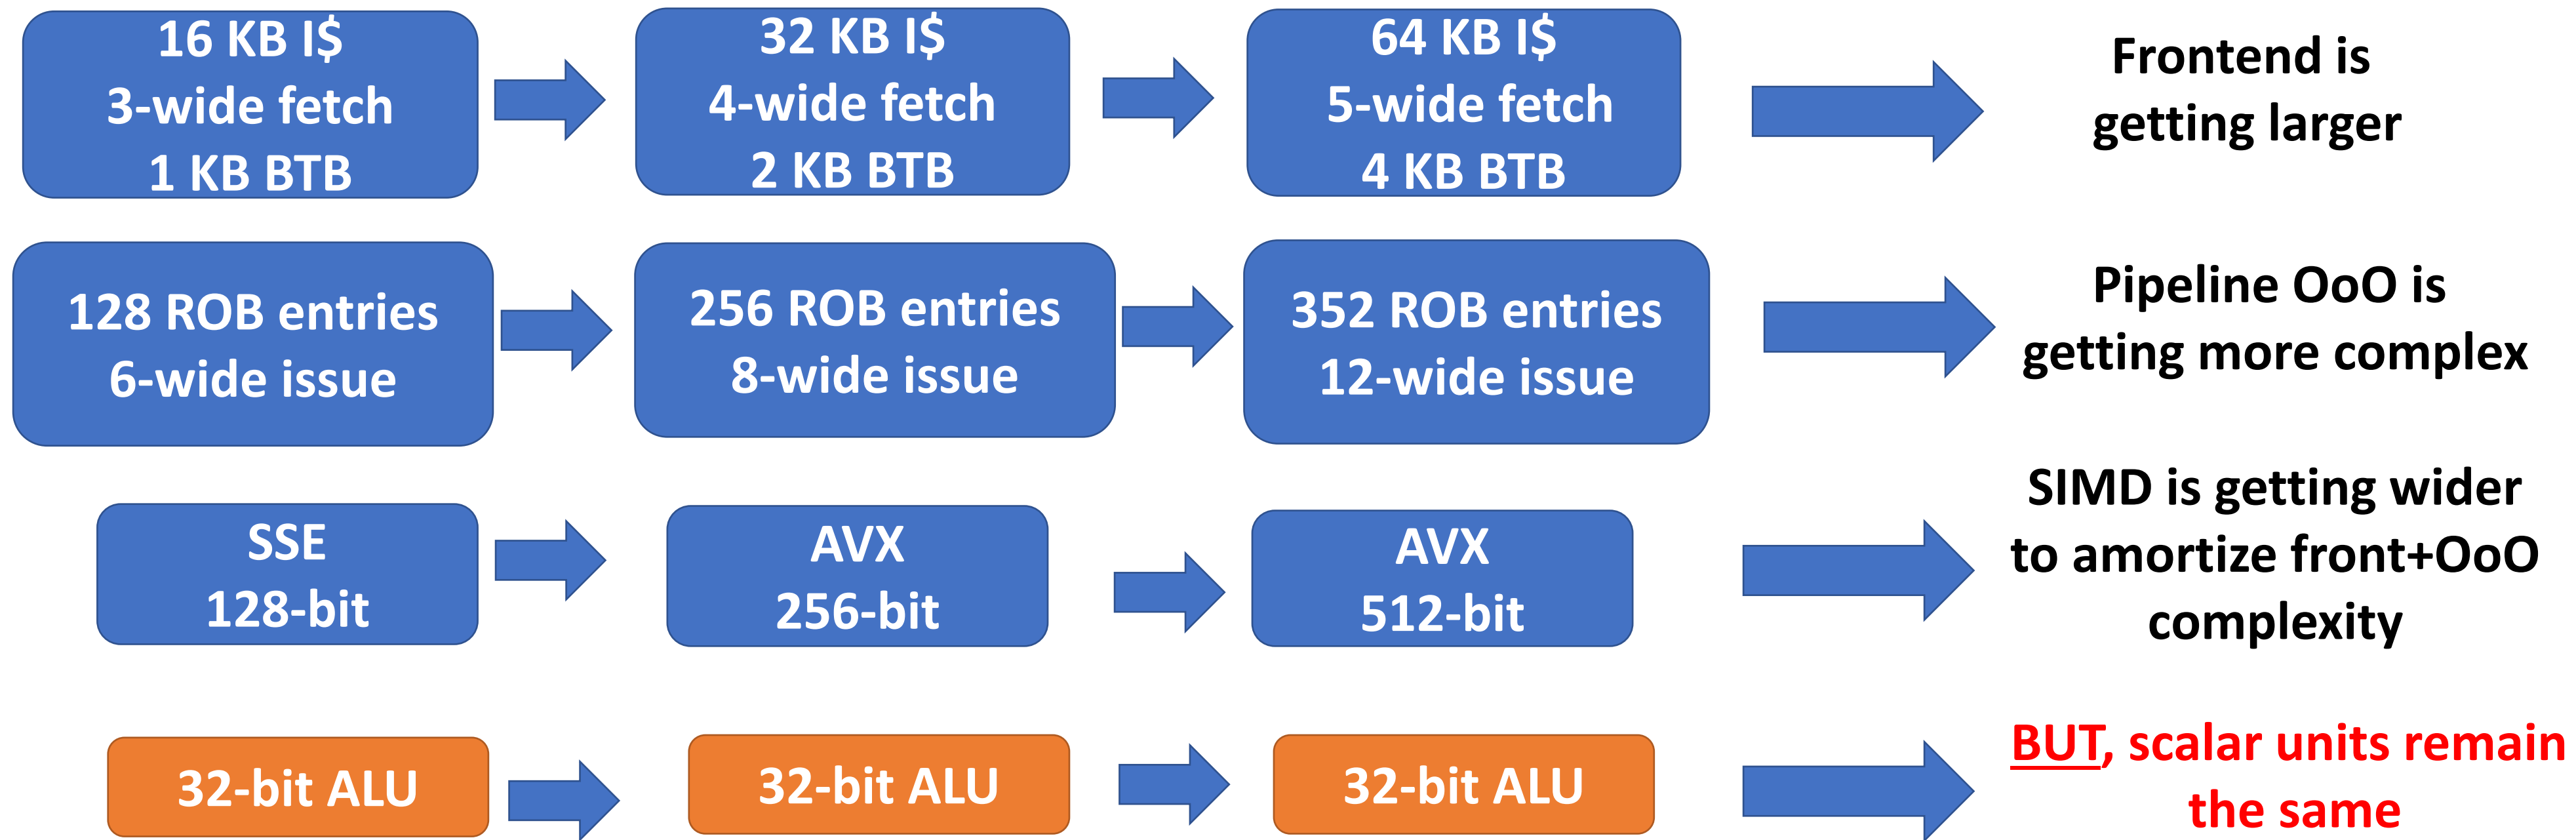 16 KB I$
3-wide fetch
1 KB BTB
32 KB I$
4-wide fetch
2 KB BTB
64 KB I$
5-wide fetch
4 KB BTB
Frontend is
getting larger
128 ROB entries
6-wide issue
256 ROB entries
8-wide issue
352 ROB entries
12-wide issue
Pipeline OoO is
getting more complex
SSE
128-bit
AVX
256-bit
AVX
512-bit
SIMD is getting wider
to amortize front+OoO
complexity
32-bit ALU
32-bit ALU
32-bit ALU
BUT, scalar units remain
the same